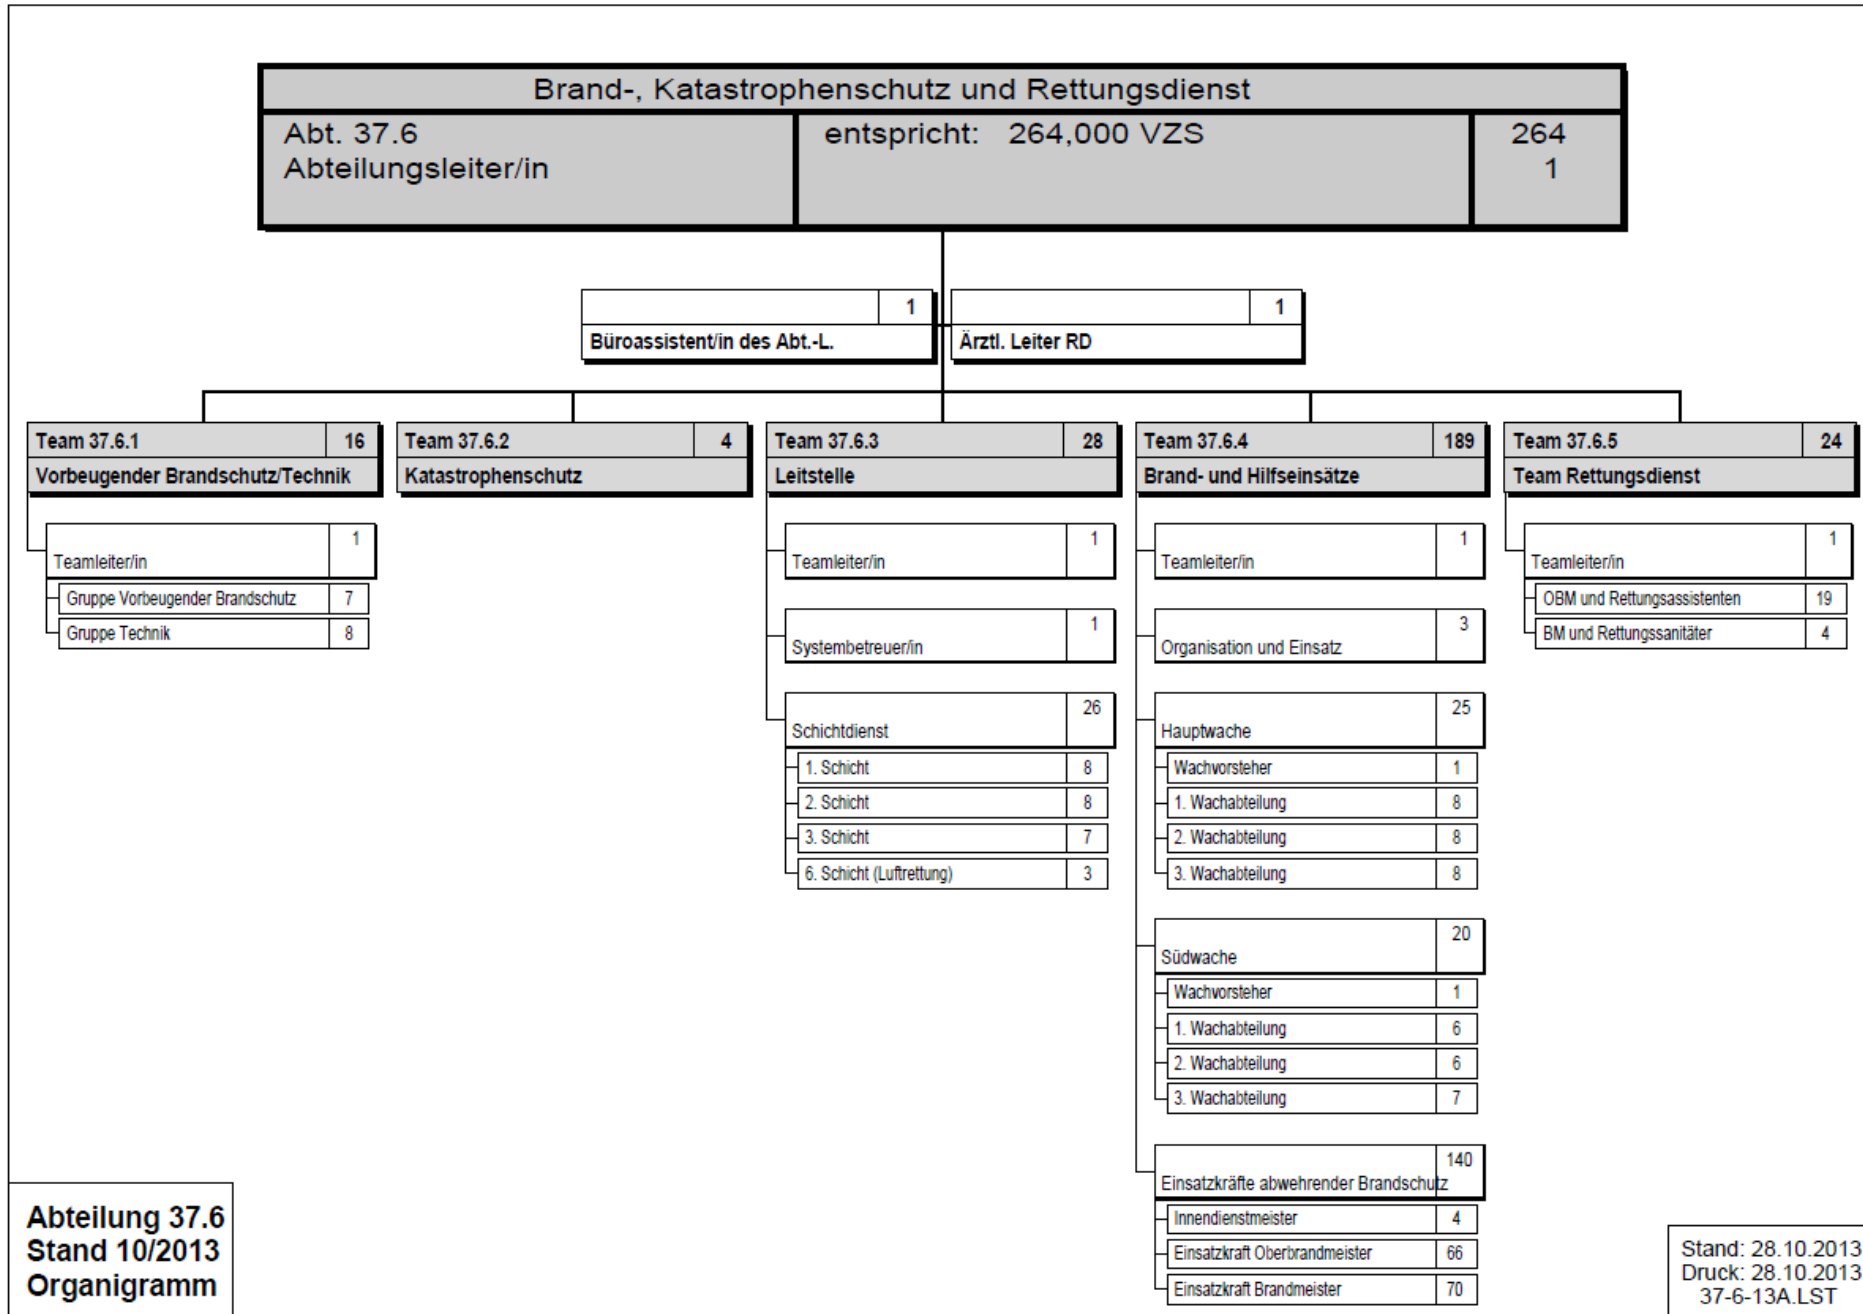 Brand-, Katastrophenschutz und Rettungsdienst
Abt. 37.6 entspricht: 264,000 VZS 264
Abteilungsleiter/in 1
1
Büroassistent/in des Abt.-L.
1
Ärztl. Leiter RD
Team 37.6.1 16
Vorbeugender Brandschutz/Technik
Teamleiter/in 1
Gruppe Vorbeugender Brandschutz 7
Gruppe Technik 8
Team 37.6.2 4
Katastrophenschutz
Team 37.6.3 28
Leitstelle
Teamleiter/in 1
Systembetreuer/in 1
Schichtdienst 26
1. Schicht 8
2. Schicht 8
3. Schicht 7
6. Schicht (Luftrettung) 3
Team 37.6.4 189
Brand- und Hilfseinsätze
Teamleiter/in 1
Organisation und Einsatz 3
Hauptwache 25
Wachvorsteher 1
1. Wachabteilung 8
2. Wachabteilung 8
3. Wachabteilung 8
Südwache 20
Wachvorsteher 1
1. Wachabteilung 6
2. Wachabteilung 6
3. Wachabteilung 7
Einsatzkräfte abwehrender Brandschutz 140
Innendienstmeister 4
Einsatzkraft Oberbrandmeister 66
Einsatzkraft Brandmeister 70
Team 37.6.5 24
Team Rettungsdienst
Teamleiter/in 1
OBM und Rettungsassistenten 19
BM und Rettungssanitäter 4
Abteilung 37.6
Stand 10/2013
Organigramm
Stand: 28.10.2013
Druck: 28.10.2013
37-6-13A.LST